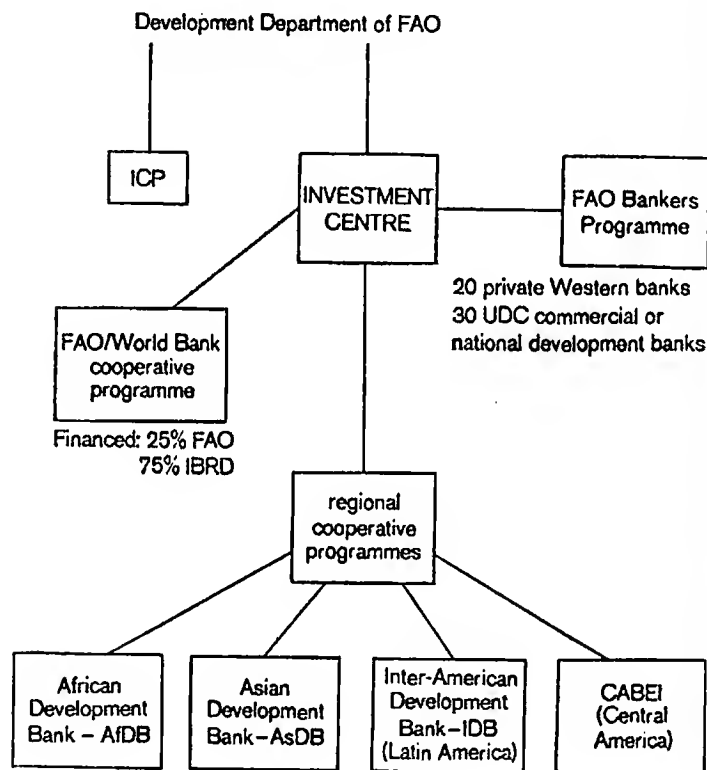 Development Department of FAO
ICP
INVESTMENT
CENTRE
FAO Bankers
Programme
20 private Western banks
30 UDC commercial or
national development banks
FAO/World Bank
cooperative
programme
Financed: 25% FAO
75% IBRD
regional
cooperative
programmes
African
Development
Bank – AfDB
Asian
Development
Bank–AsDB
Inter-American
Development
Bank–IDB
(Latin America)
CABEI
(Central
America)